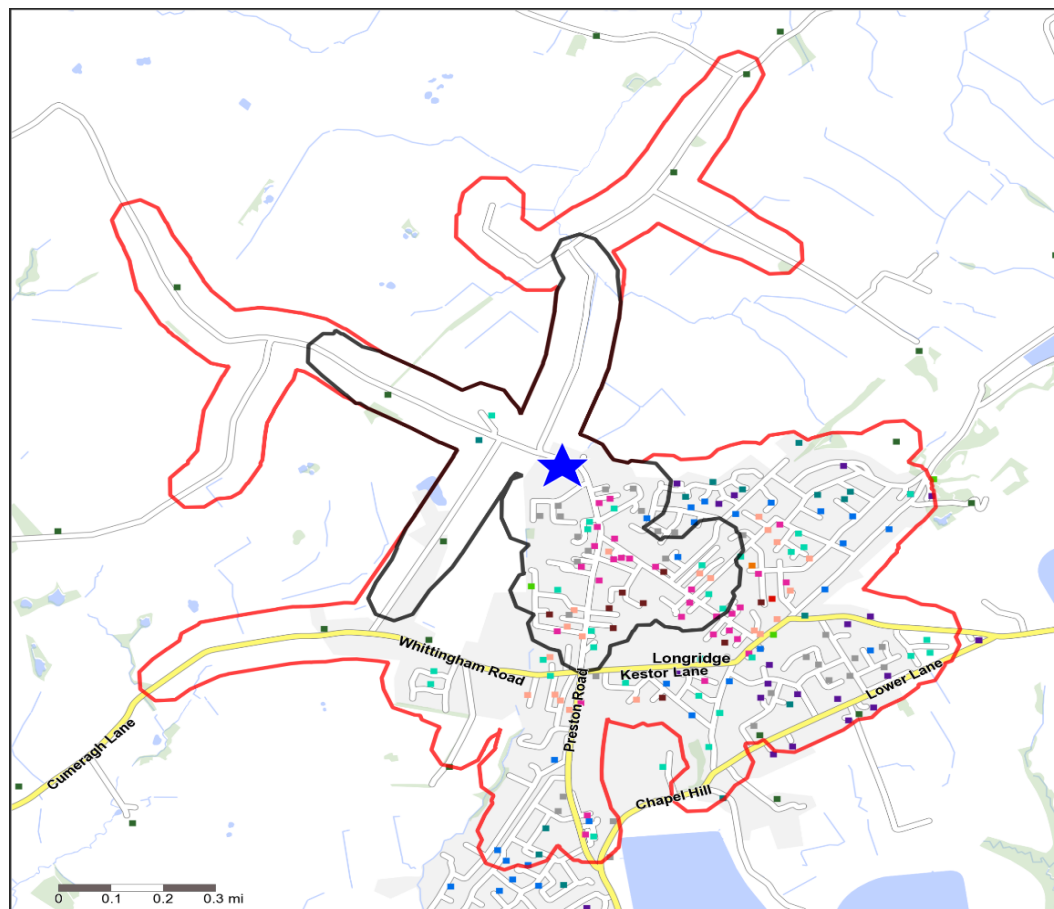 Longridge
Whittingham Road
Kestor Lane
Lower Lane
Preston Road
Cumeragh Lane
Chapel Hill
0 0.1 0.2 0.3 mi